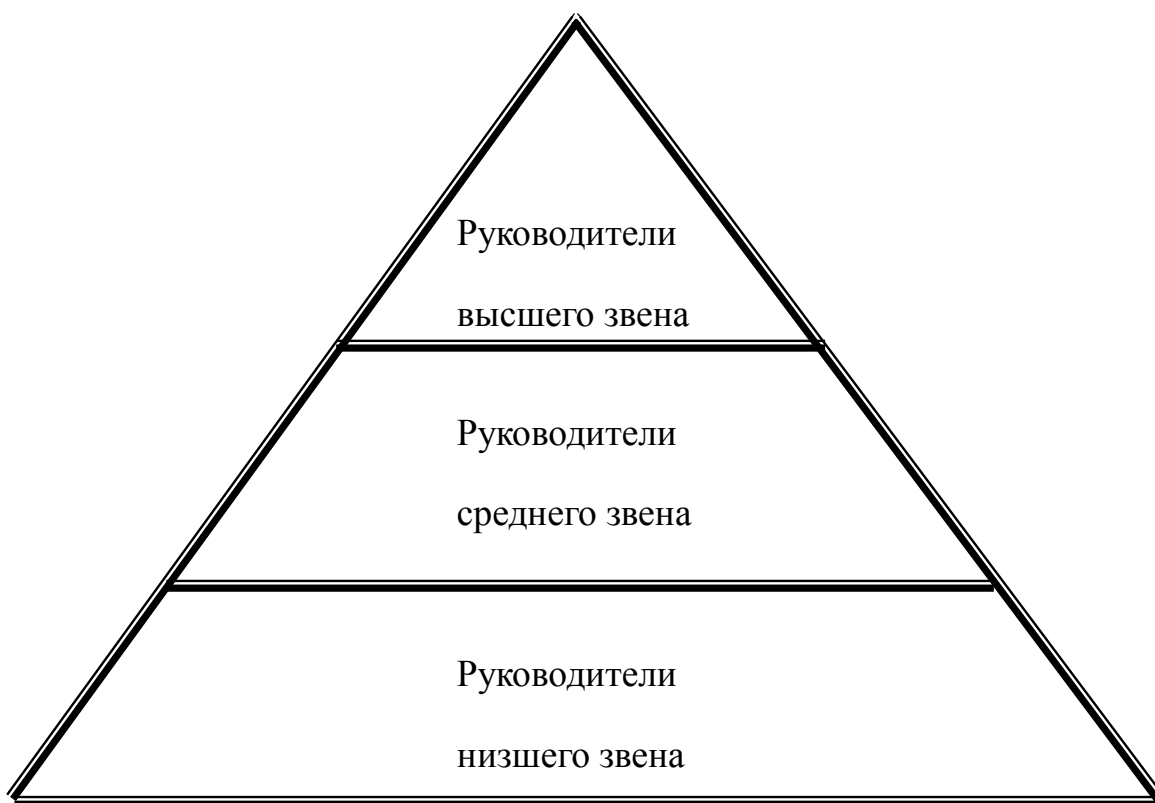 Руководители
высшего звена
Руководители
среднего звена
Руководители
низшего звена